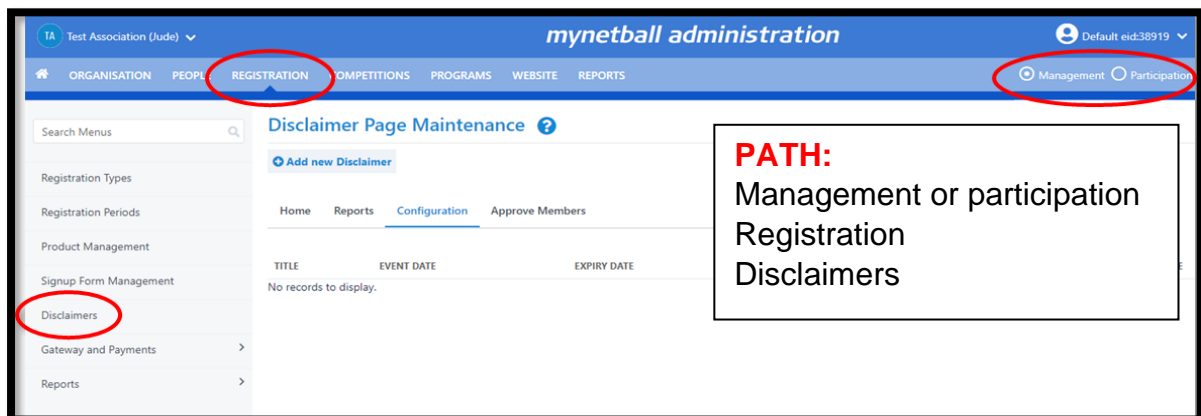 TA Test Association (Jude)
mynetball administration
Default eid:38919
ORGANISATION PEOPLE REGISTRATION COMPETITIONS PROGRAMS WEBSITE REPORTS
Management Participation
Search Menus
Registration Types
Registration Periods
Product Management
Signup Form Management
Disclaimers
Gateway and Payments
Reports
Disclaimer Page Maintenance ?
Add new Disclaimer
Home Reports Configuration Approve Members
TITLE EVENT DATE EXPIRY DATE
No records to display.
PATH:
Management or participation
Registration
Disclaimers